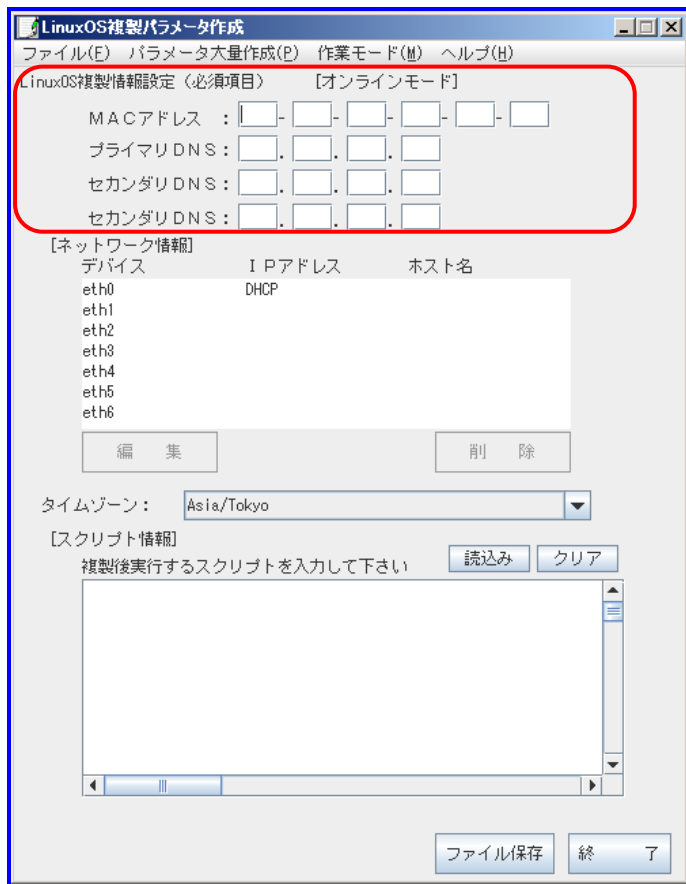 LinuxOS複製パラメータ作成
ファイル(F) パラメータ大量作成(P) 作業モード(M) ヘルプ(H)
LinuxOS複製情報設定(必須項目) [オンラインモード]
MACアドレス : - - - - -
プライマリDNS: . . .
セカンダリDNS: . . .
セカンダリDNS: . . .
[ネットワーク情報]
デバイス IPアドレス ホスト名
eth0 DHCP
eth1
eth2
eth3
eth4
eth5
eth6
編 集 削 除
タイムゾーン: Asia/Tokyo
[スクリプト情報]
複製後実行するスクリプトを入力して下さい 読込み クリア
ファイル保存 終 了